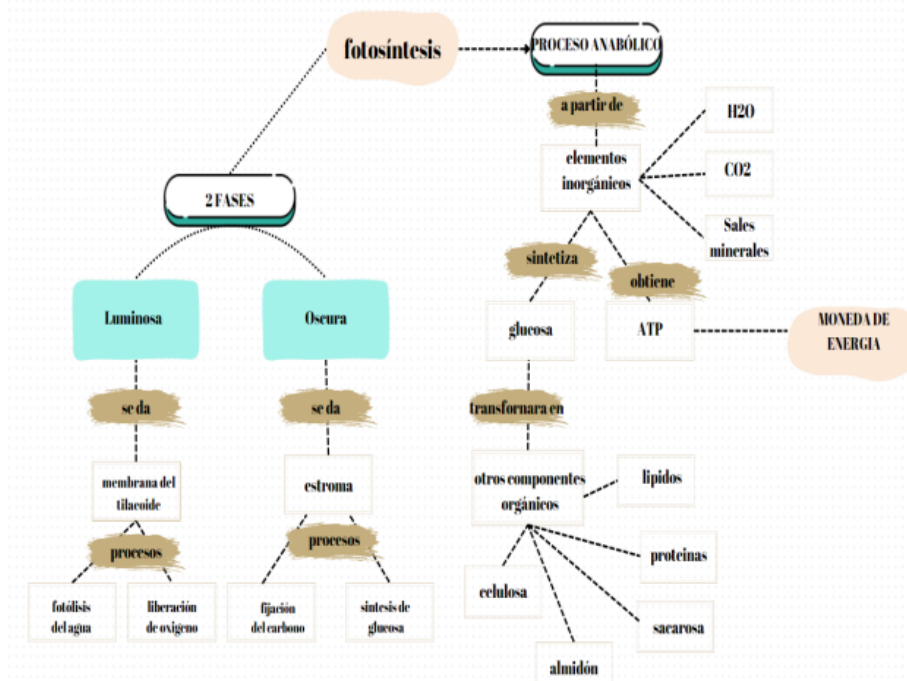 fotosíntesis
PROCESO ANABÓLICO
a partir de
elementos
inorgánicos
H2O
CO2
Sales
minerales
2 FASES
sintetiza
obtiene
Luminosa
Oscura
glucosa
ATP
MONEDA DE
ENERGIA
se da
se da
transfornara en
membrana del
tilacoide
estroma
otros componentes
orgánicos
lipidos
procesos
procesos
proteinas
celulosa
fotólisis
del agua
liberación
de oxigeno
fijación
del carbono
sintesis de
glucosa
sacarosa
almidón